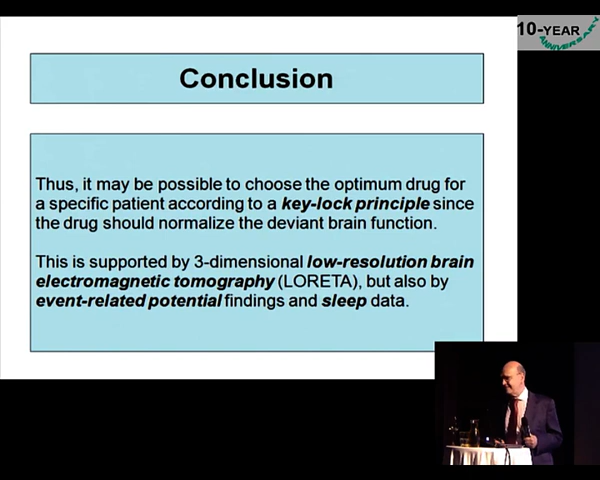 10-YEAR
ANNIVERSARY
Conclusion
Thus, it may be possible to choose the optimum drug for
a specific patient according to a key-lock principle since
the drug should normalize the deviant brain function.
This is supported by 3-dimensional low-resolution brain
electromagnetic tomography (LORETA), but also by
event-related potential findings and sleep data.